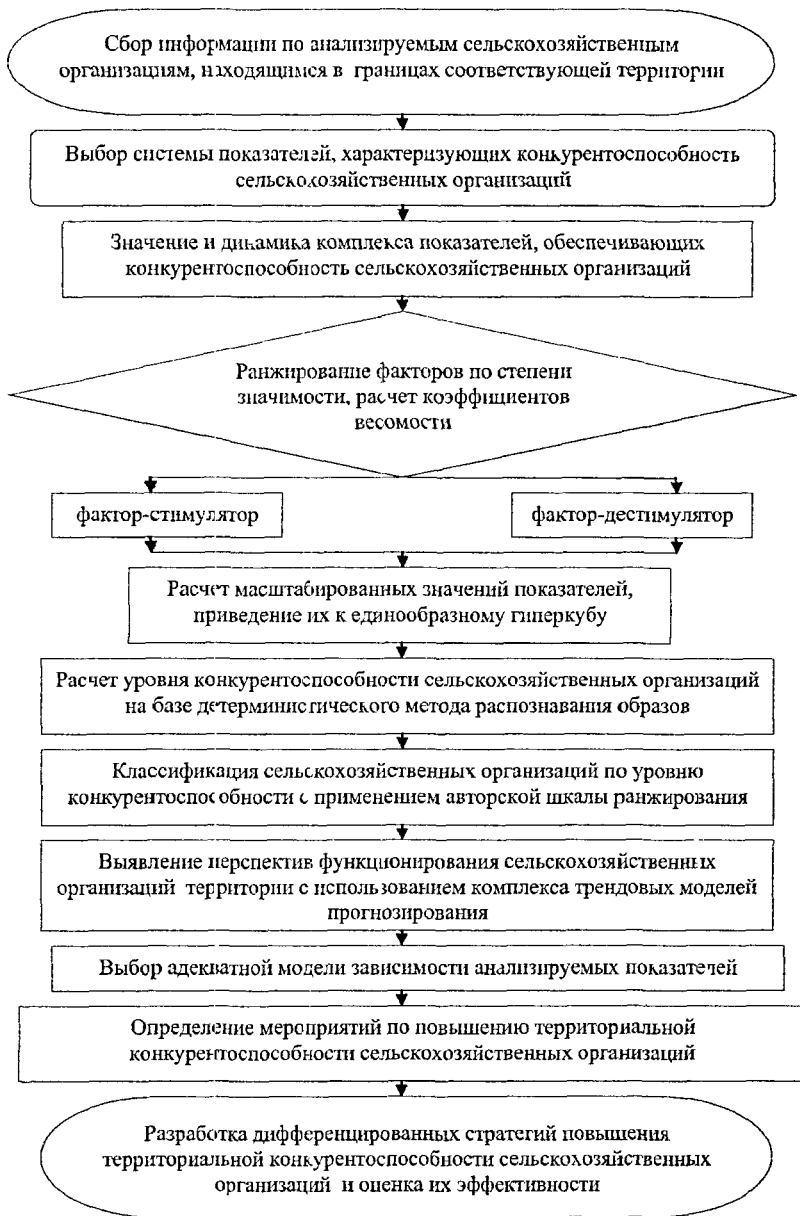 Сбор информации по анализируемым сельскохозяйственным
организациям, находящимся в границах соответствующей территории
Выбор системы показателей, характеризующих конкурентоспособность
сельскохозяйственных организаций
Значение и динамика комплекса показателей, обеспечивающих
конкурентоспособность сельскохозяйственных организаций
Ранжирование факторов по степени
значимости, расчет коэффициентов
весомости
фактор-стимулятор
фактор-дестимулятор
Расчет масштабированных значений показателей,
приведение их к единообразному гиперкубу
Расчет уровня конкурентоспособности сельскохозяйственных организаций
на базе детерминистического метода распознавания образов
Классификация сельскохозяйственных организаций по уровню
конкурентоспособности с применением авторской шкалы ранжирования
Выявление перспектив функционирования сельскохозяйственных
организаций территории с использованием комплекса трендовых моделей
прогнозирования
Выбор адекватной модели зависимости анализируемых показателей
Определение мероприятий по повышению территориальной
конкурентоспособности сельскохозяйственных организаций
Разработка дифференцированных стратегий повышения
территориальной конкурентоспособности сельскохозяйственных
организаций и оценка их эффективности